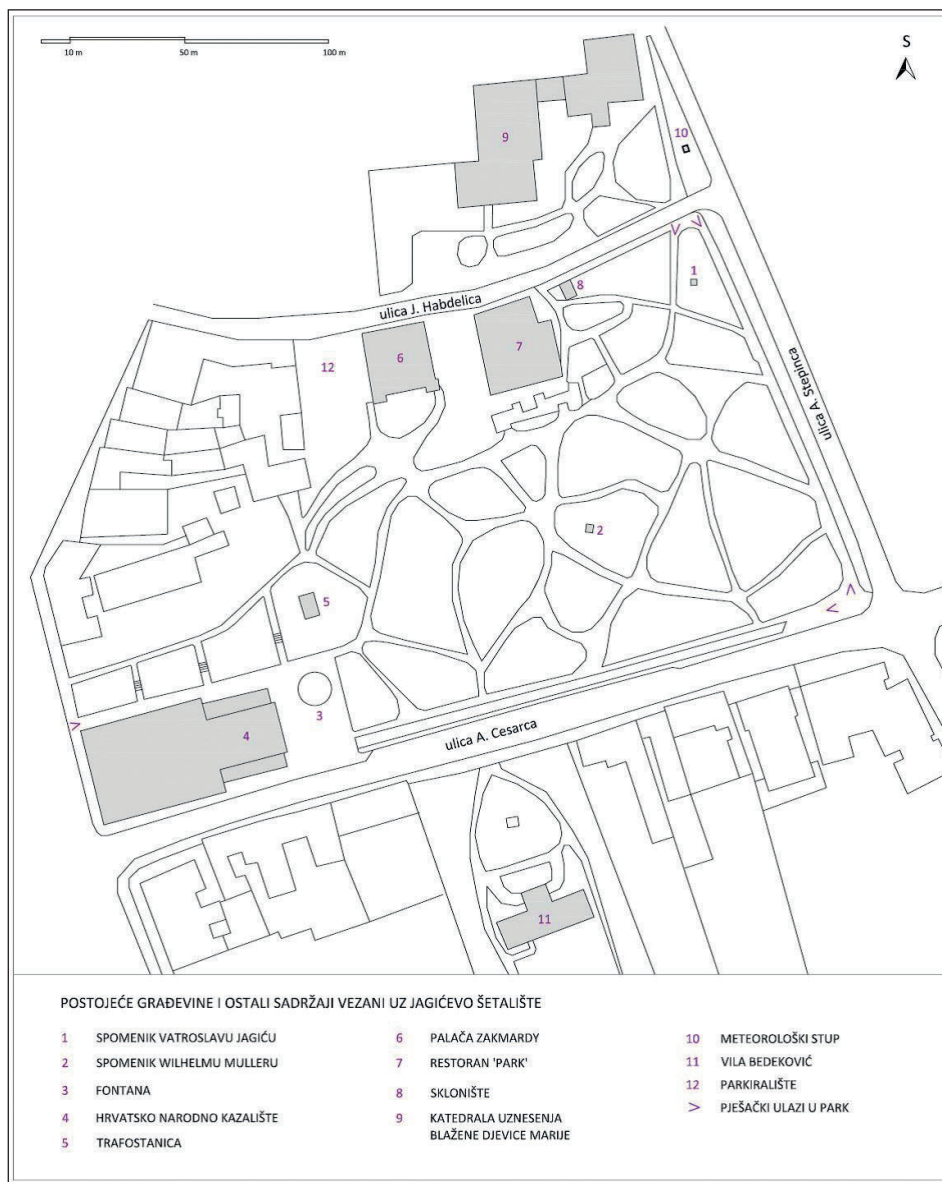 10 m 50 m 100 m
S
10
9
1
8
ulica J. Habdelica
6
7
12
ulica A. Stepinca
2
5
3
4
ulica A. Cesarca
11
POSTOJEĆE GRAĐEVINE I OSTALI SADRŽAJI VEZANI UZ JAGIĆEVO ŠETALIŠTE
1 SPOMENIK VATROSLAVU JAGIĆU
2 SPOMENIK WILHELMU MULLERU
3 FONTANA
4 HRVATSKO NARODNO KAZALIŠTE
5 TRAFOSTANICA
6 PALAČA ZAKMARDY
7 RESTORAN 'PARK'
8 SKLONIŠTE
9 KATEDRALA UZNESENJA
BLAŽENE DJEVICE MARIJE
10 METEOROLOŠKI STUP
11 VILA BEDEKOVIĆ
12 PARKIRALIŠTE
> PJEŠAČKI ULAZI U PARK